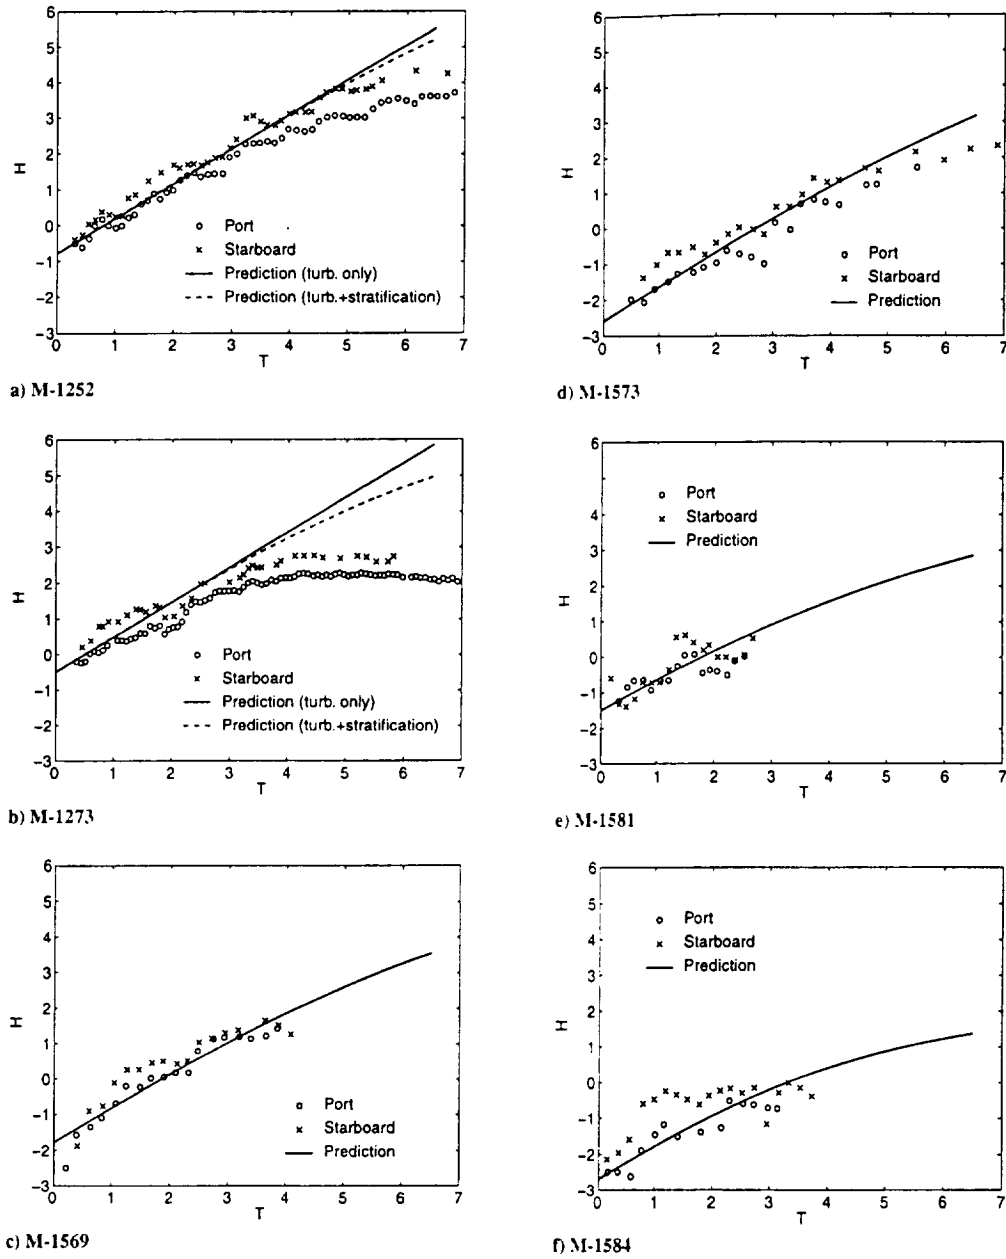 6
5
4
3
2
1
0
-1
-2
-3
H
Port
Starboard
Prediction (turb. only)
Prediction (turb.+stratification)
0 1 2 3 4 5 6 7
T
a) M-1252
6
5
4
3
2
1
0
-1
-2
-3
H
Port
Starboard
Prediction (turb. only)
Prediction (turb.+stratification)
0 1 2 3 4 5 6 7
T
b) M-1273
6
5
4
3
2
1
0
-1
-2
-3
H
Port
Starboard
Prediction
0 1 2 3 4 5 6 7
T
c) M-1569
6
5
4
3
2
1
0
-1
-2
-3
H
Port
Starboard
Prediction
0 1 2 3 4 5 6 7
T
d) M-1573
6
5
4
3
2
1
0
-1
-2
-3
H
Port
Starboard
Prediction
0 1 2 3 4 5 6 7
T
e) M-1581
6
5
4
3
2
1
0
-1
-2
-3
H
Port
Starboard
Prediction
0 1 2 3 4 5 6 7
T
f) M-1584